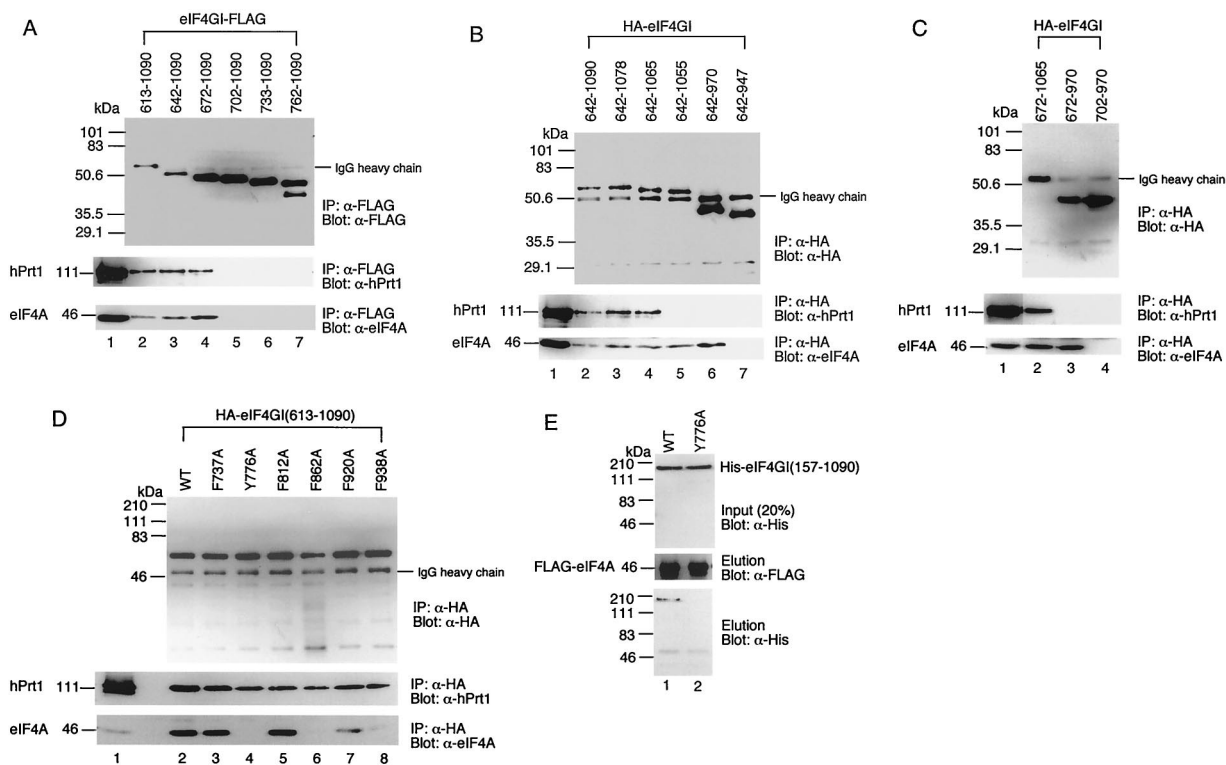 A
eIF4GI-FLAG
613-1090
642-1090
672-1090
702-1090
733-1090
762-1090
kDa
101
83
50.6
35.5
29.1
IgG heavy chain
IP: α-FLAG
Blot: α-FLAG
hPrt1 111
IP: α-FLAG
Blot: α-hPrt1
eIF4A 46
IP: α-FLAG
Blot: α-eIF4A
1 2 3 4 5 6 7
B
HA-eIF4GI
642-1090
642-1078
642-1065
642-1055
642-970
642-947
kDa
101
83
50.6
35.5
29.1
IgG heavy chain
IP: α-HA
Blot: α-HA
hPrt1 111
IP: α-HA
Blot: α-hPrt1
eIF4A 46
IP: α-HA
Blot: α-eIF4A
1 2 3 4 5 6 7
C
HA-eIF4GI
672-1065
672-970
702-970
kDa
101
83
50.6
35.5
29.1
IgG heavy chain
IP: α-HA
Blot: α-HA
hPrt1 111
IP: α-HA
Blot: α-hPrt1
eIF4A 46
IP: α-HA
Blot: α-eIF4A
1 2 3 4
D
HA-eIF4GI(613-1090)
WT
F737A
Y776A
F812A
F862A
F920A
F938A
kDa
210
111
83
46
IgG heavy chain
IP: α-HA
Blot: α-HA
hPrt1 111
IP: α-HA
Blot: α-hPrt1
eIF4A 46
IP: α-HA
Blot: α-eIF4A
1 2 3 4 5 6 7 8
E
WT
Y776A
kDa
210
111
83
46
His-eIF4GI(157-1090)
Input (20%)
Blot: α-His
FLAG-eIF4A 46
Elution
Blot: α-FLAG
210
111
83
46
Elution
Blot: α-His
1 2